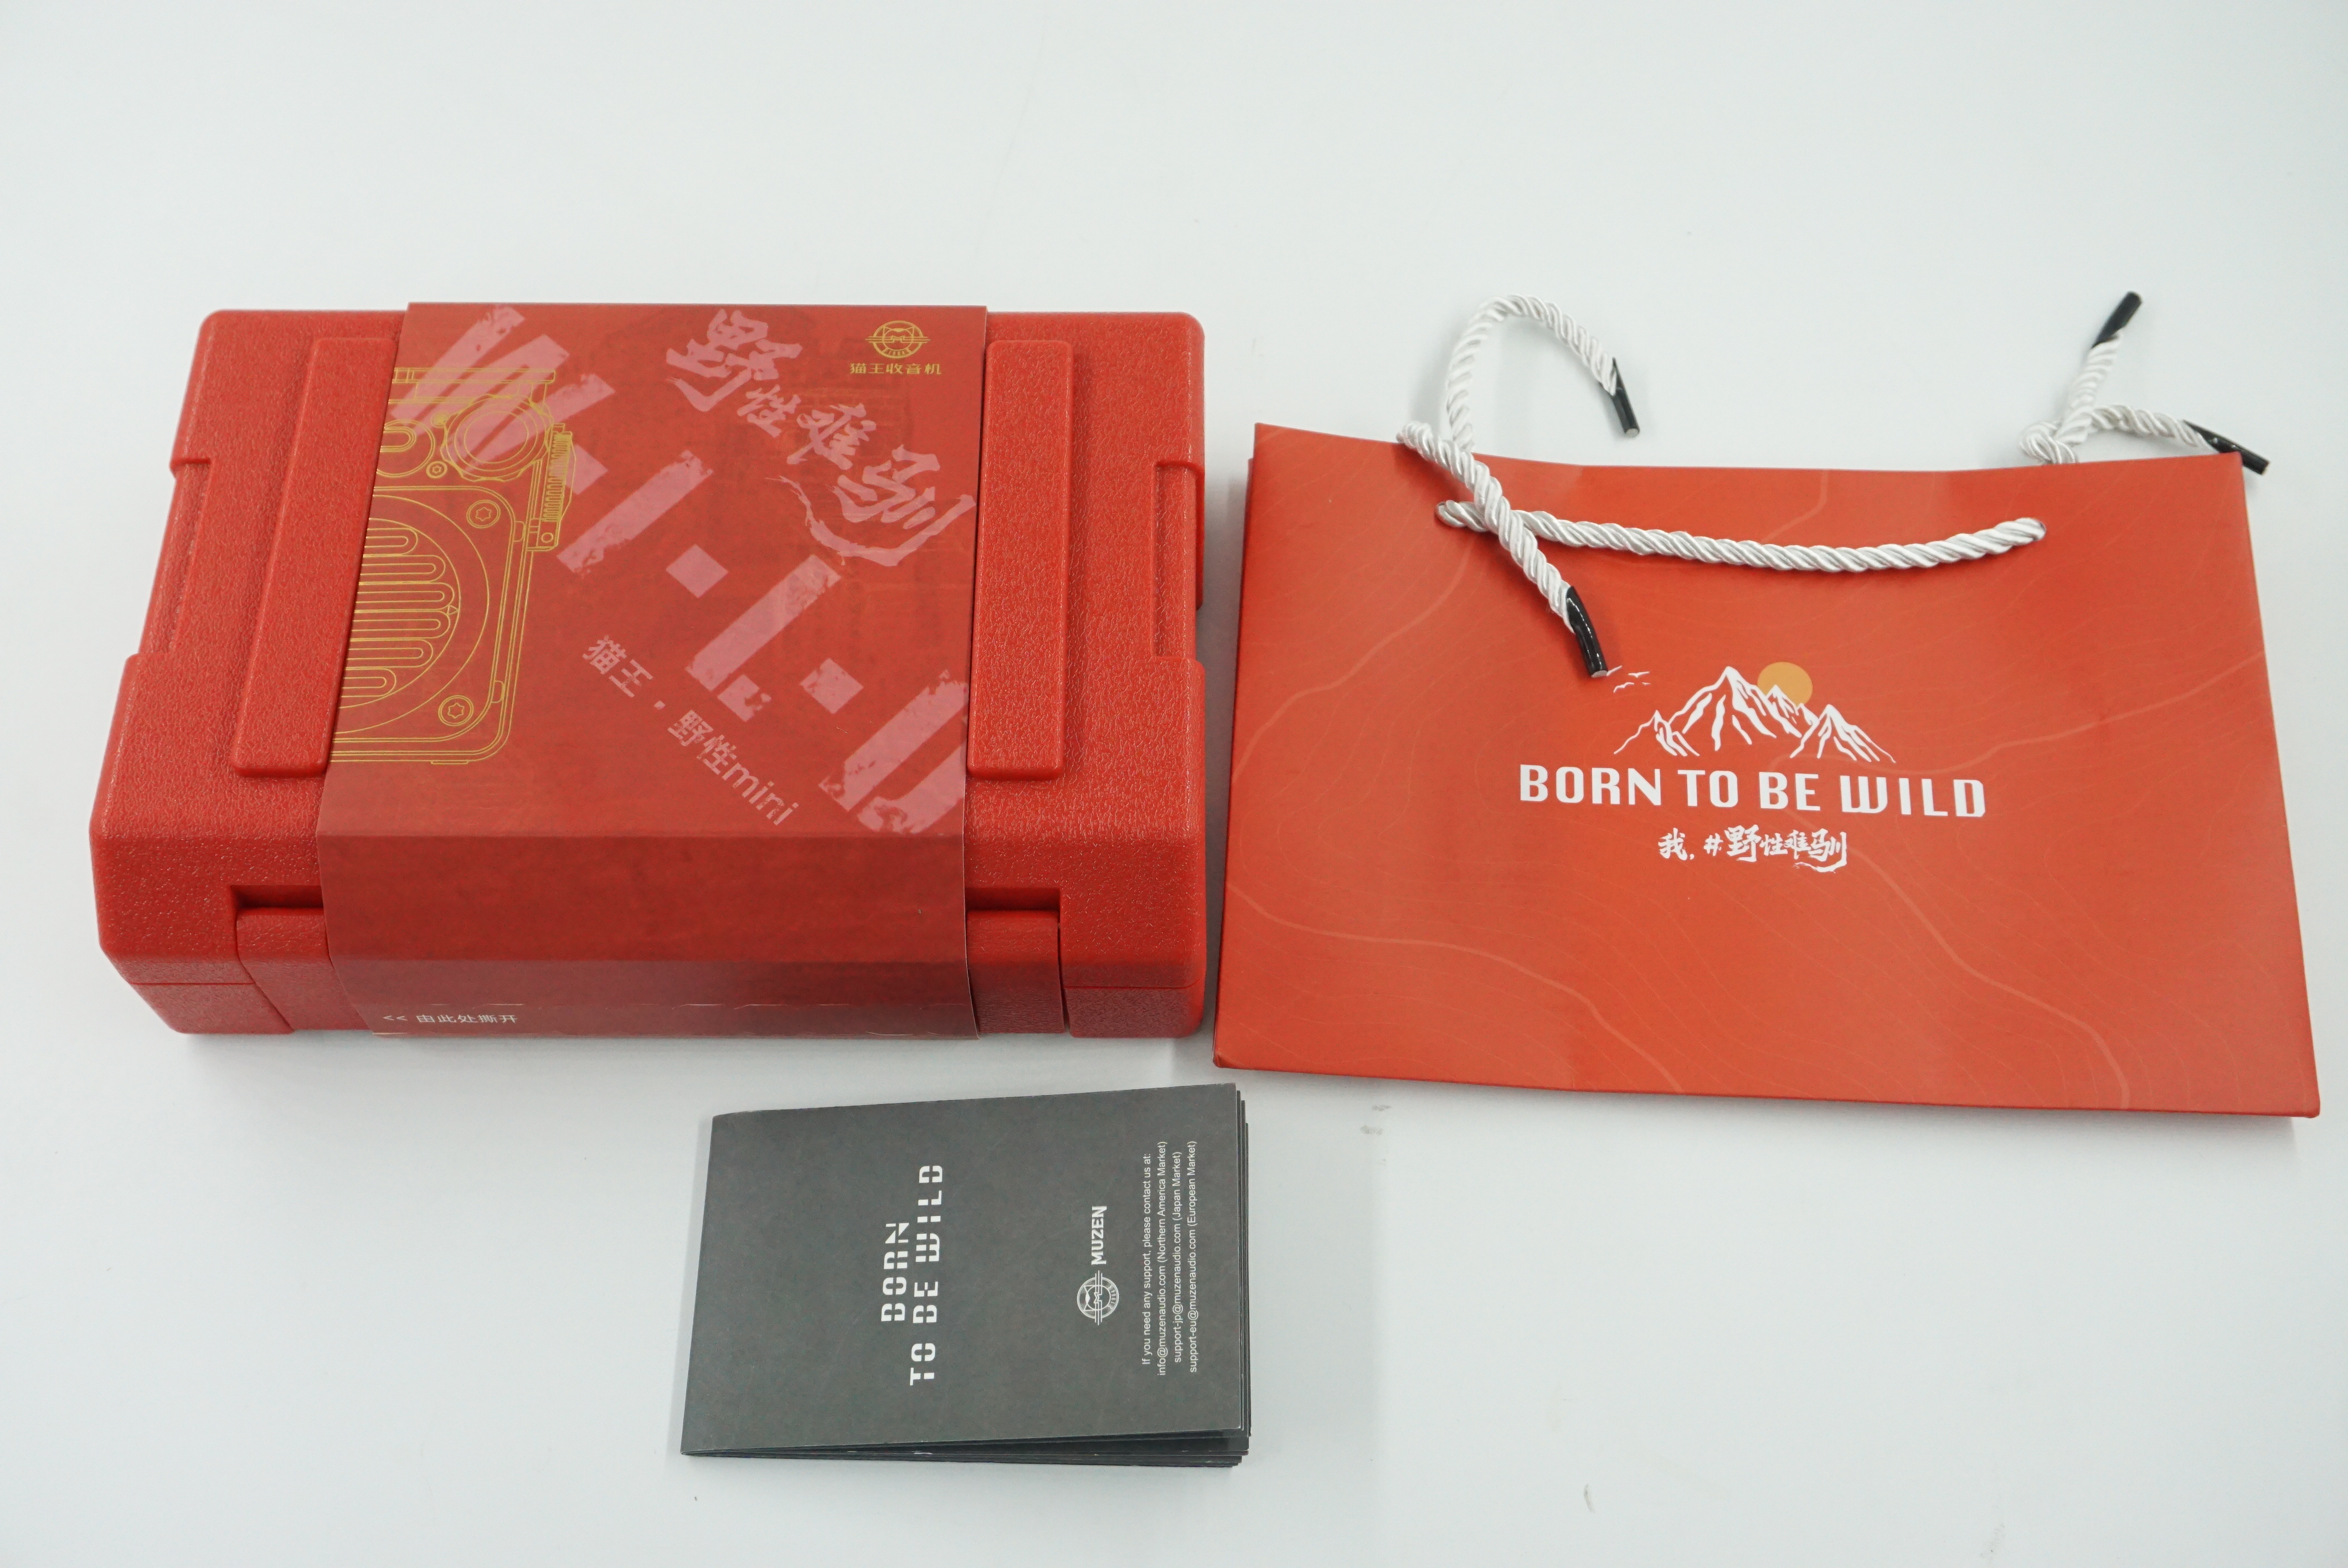 W.I.L.D
野性难驯
猫王收音机
猫王·野性mini
<< 由此处撕开
BORN TO BE WILD
我,#野性难驯
BORN
TO BE WILD
MUZEN
If you need any support, please contact us at:
info@muzenaudio.com (Northern America Market)
support-jp@muzenaudio.com (Japan Market)
support-eu@muzenaudio.com (European Market)